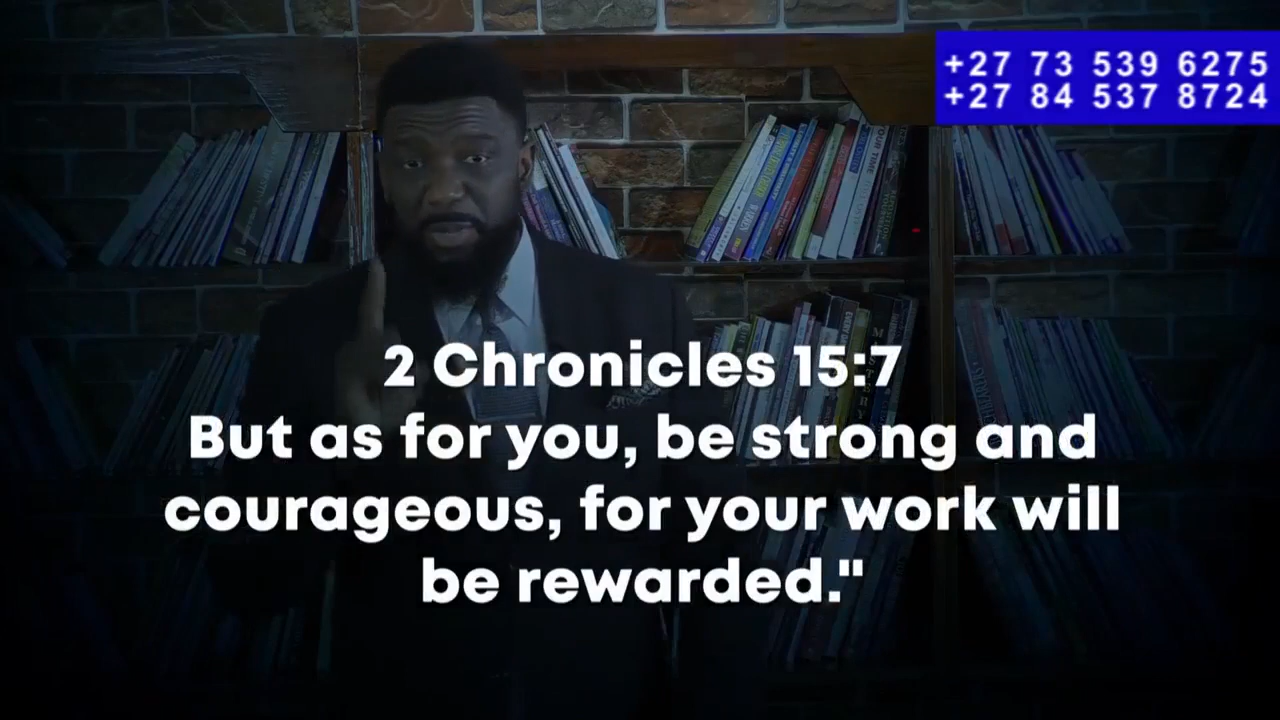 +27 73 539 6275
+27 84 537 8724
2 Chronicles 15:7
But as for you, be strong and
courageous, for your work will
be rewarded."